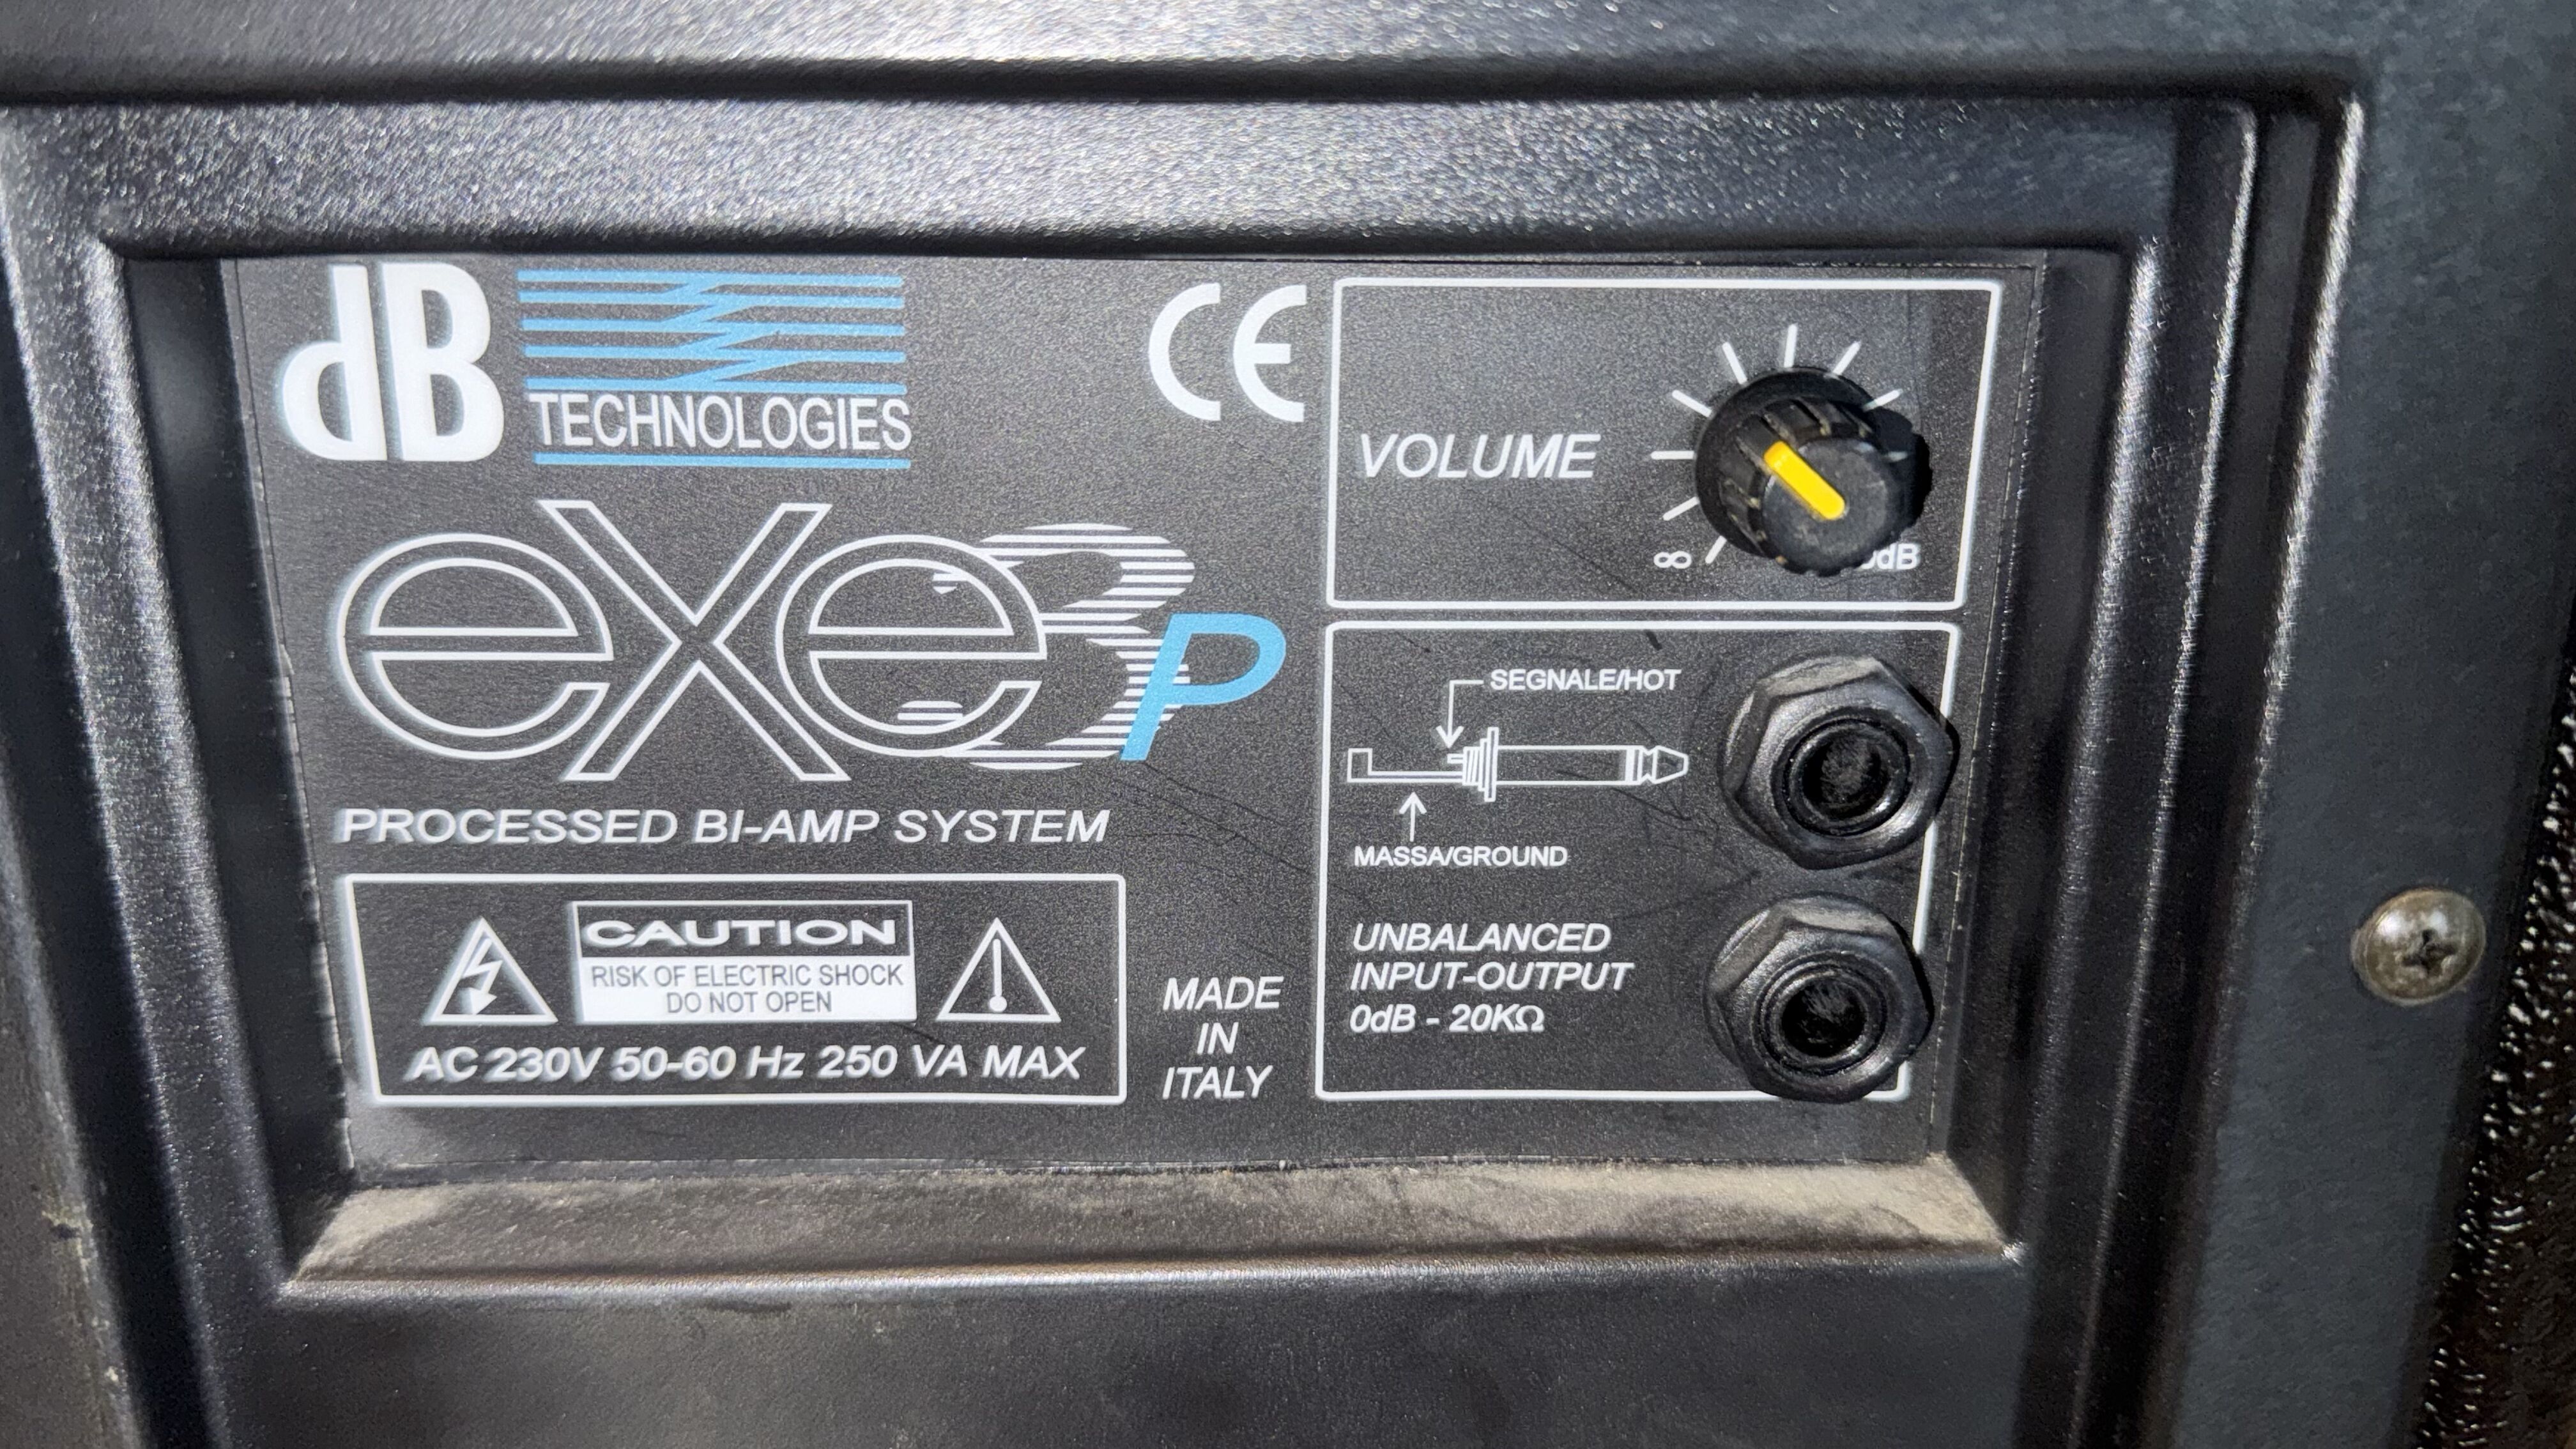 dB
TECHNOLOGIES
CE
exe3P
PROCESSED BI-AMP SYSTEM
CAUTION
RISK OF ELECTRIC SHOCK
DO NOT OPEN
AC 230V 50-60 Hz 250 VA MAX
MADE
IN
ITALY
VOLUME
∞
0dB
SEGNALE/HOT
MASSA/GROUND
UNBALANCED
INPUT-OUTPUT
0dB - 20KΩ